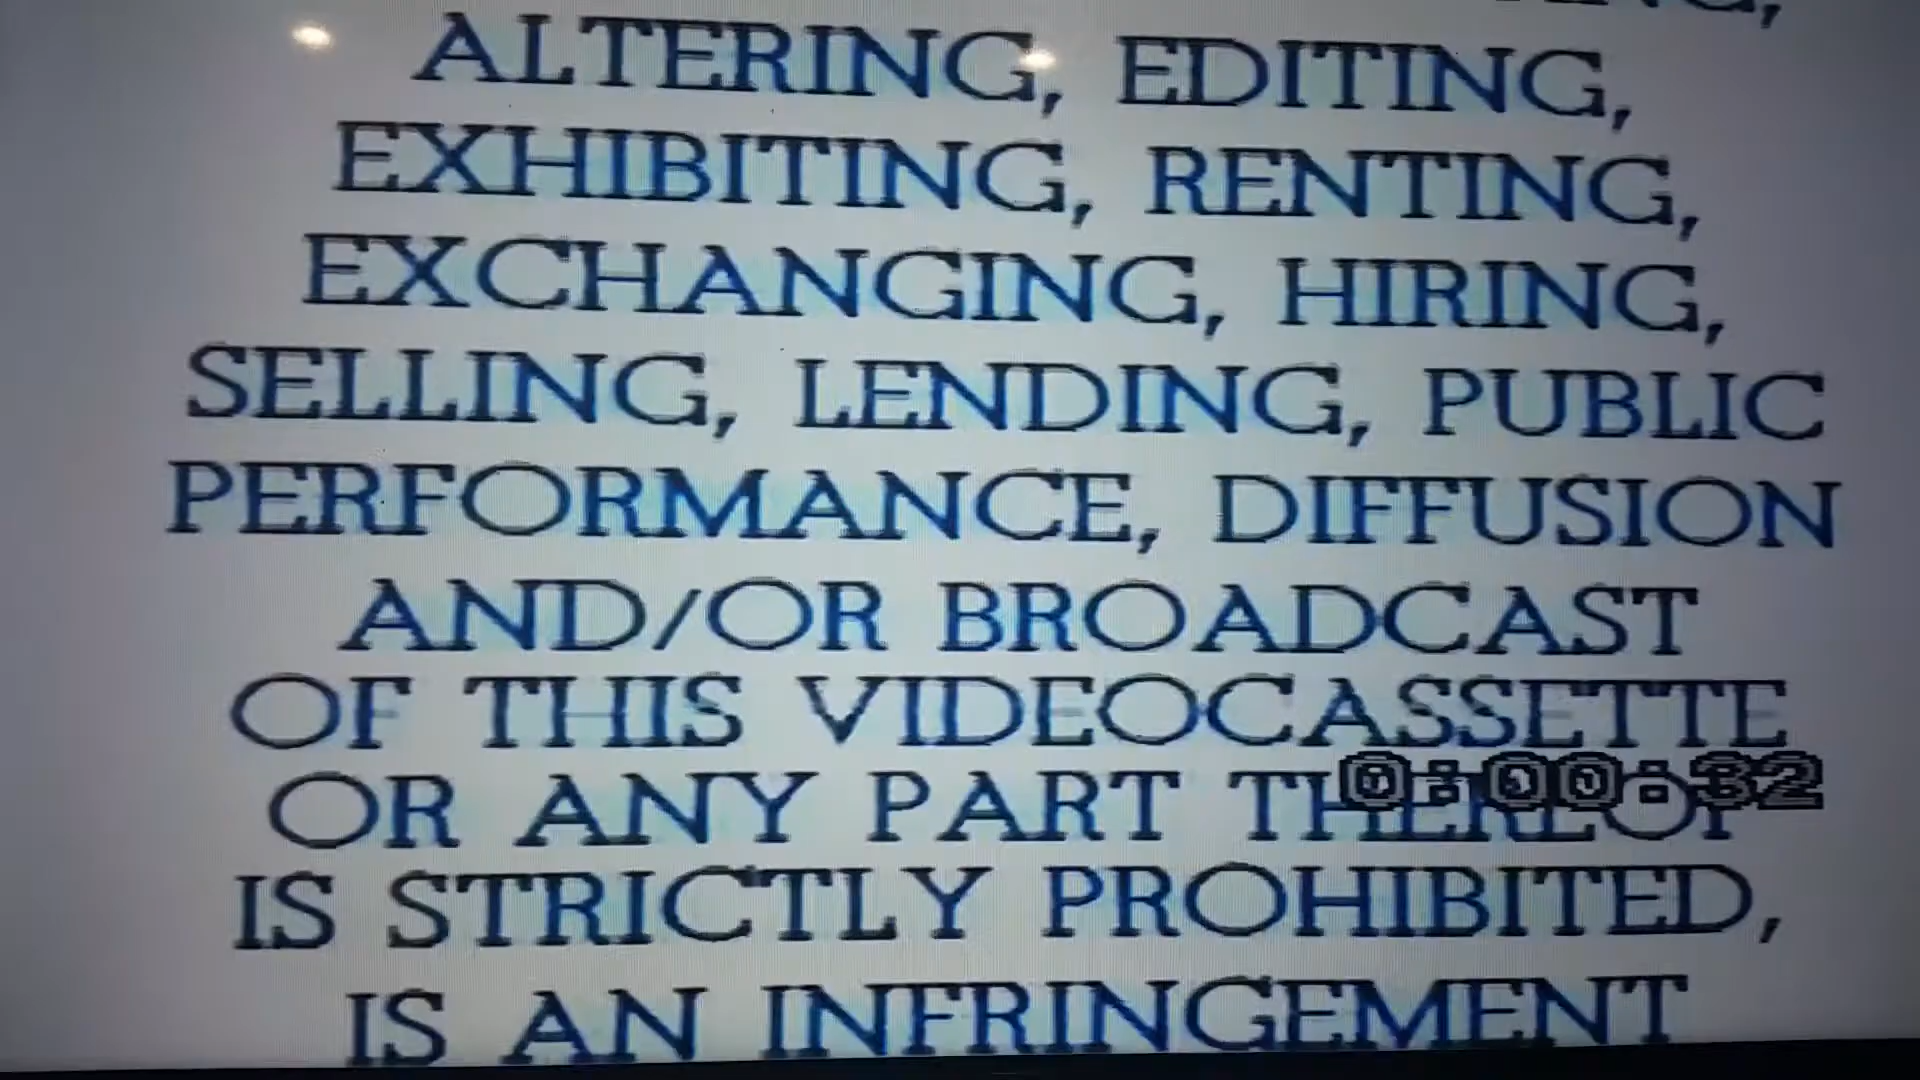 ALTERING, EDITING,
EXHIBITING, RENTING,
EXCHANGING, HIRING,
SELLING, LENDING, PUBLIC
PERFORMANCE, DIFFUSION
AND/OR BROADCAST
OF THIS VIDEOCASSETTE
OR ANY PART THEREOF
0:00:32
IS STRICTLY PROHIBITED,
IS AN INFRINGEMENT